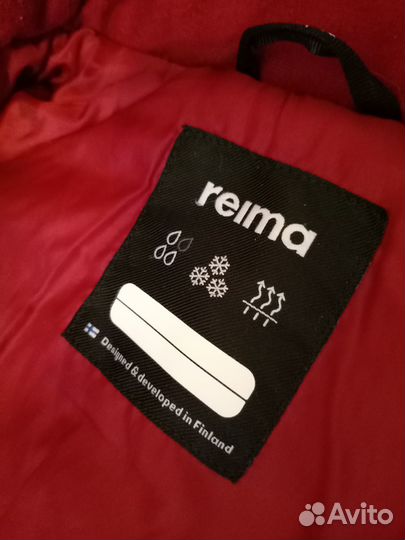 reima
Designed & developed in Finland
Avito